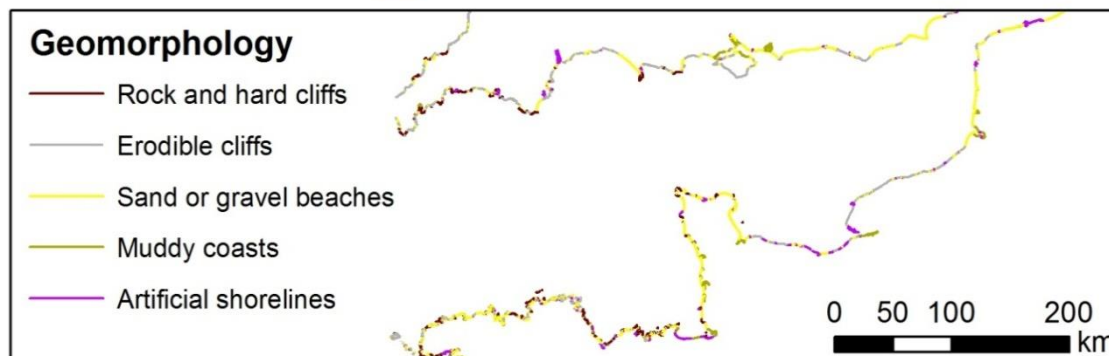 Geomorphology
Rock and hard cliffs
Erodible cliffs
Sand or gravel beaches
Muddy coasts
Artificial shorelines
0 50 100 200
km